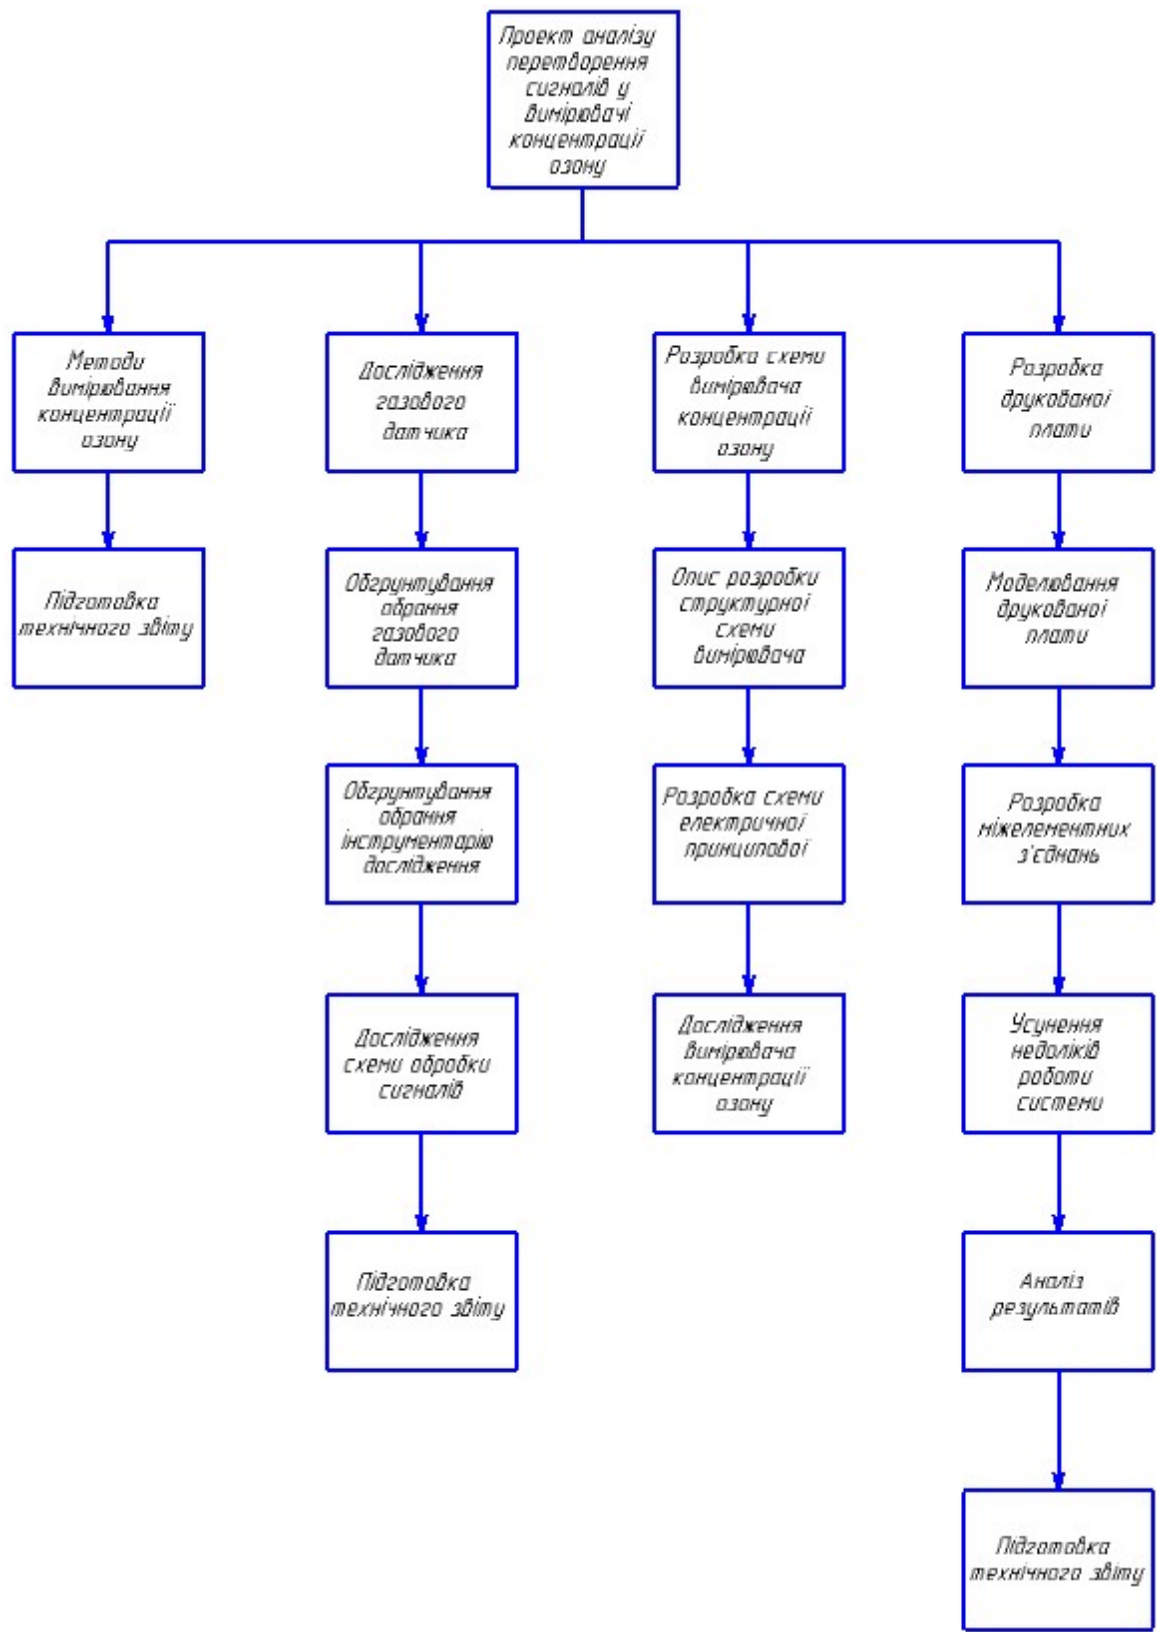 Проект аналізу
перетворення
сигналів у
вимірювачі
концентрації
озону
Методи
вимірювання
концентрації
озону
Підготовка
технічного звіту
Дослідження
газового
датчика
Обгрунтування
обрання
газового
датчика
Обгрунтування
обрання
інструментарію
дослідження
Дослідження
схеми обробки
сигналів
Підготовка
технічного звіту
Розробка схеми
вимірювача
концентрації
озону
Опис розробки
структурної
схеми
вимірювача
Розробка схеми
електричної
принципової
Дослідження
вимірювача
концентрації
озону
Розробка
друкованої
плати
Моделювання
друкованої
плати
Розробка
міжелементних
з'єднань
Усунення
недоліків
роботи
системи
Аналіз
результатів
Підготовка
технічного звіту